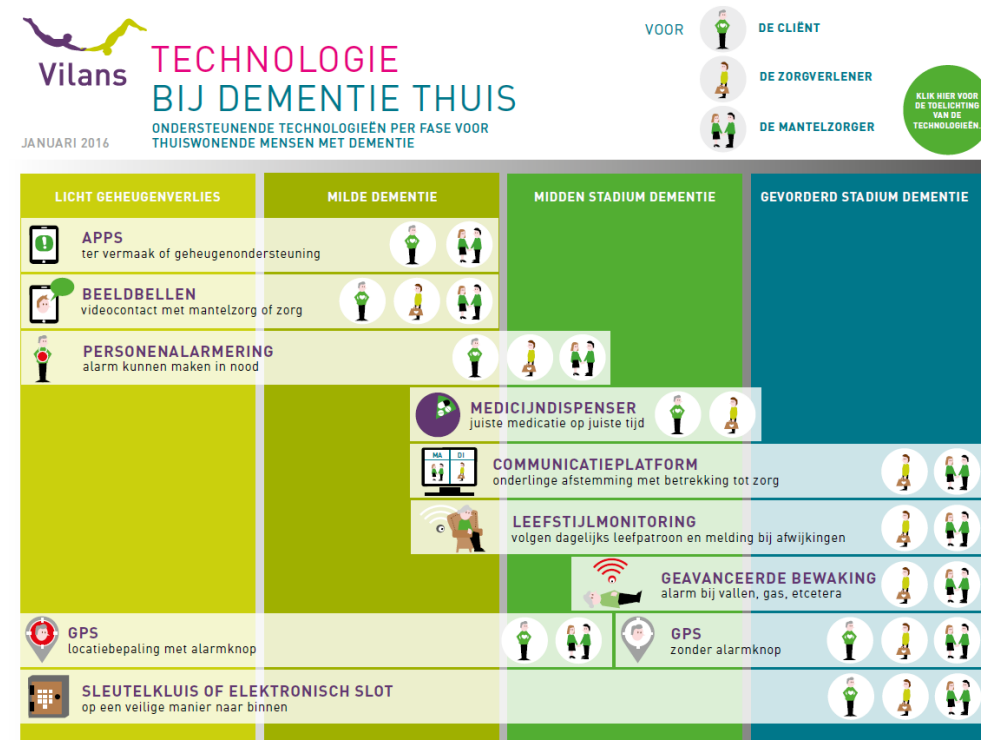 Vilans
TECHNOLOGIE
BIJ DEMENTIE THUIS
ONDERSTEUNENDE TECHNOLOGIEËN PER FASE VOOR
THUISWONENDE MENSEN MET DEMENTIE
JANUARI 2016
VOOR
DE CLIËNT
DE ZORGVERLENER
DE MANTELZORGER
KLIK HIER VOOR
DE TOELICHTING
VAN DE
TECHNOLOGIEËN.
LICHT GEHEUGENVERLIES
MILDE DEMENTIE
MIDDEN STADIUM DEMENTIE
GEVORDERD STADIUM DEMENTIE
APPS
ter vermaak of geheugenondersteuning
BEELDBELLEN
videocontact met mantelzorg of zorg
PERSONENALARMERING
alarm kunnen maken in nood
MEDICIJNDISPENSER
juiste medicatie op juiste tijd
MA DI
COMMUNICATIEPLATFORM
onderlinge afstemming met betrekking tot zorg
LEEFSTIJLMONITORING
volgen dagelijks leefpatroon en melding bij afwijkingen
GEAVANCEERDE BEWAKING
alarm bij vallen, gas, etcetera
GPS
locatiebepaling met alarmknop
GPS
zonder alarmknop
SLEUTELKLUIS OF ELEKTRONISCH SLOT
op een veilige manier naar binnen